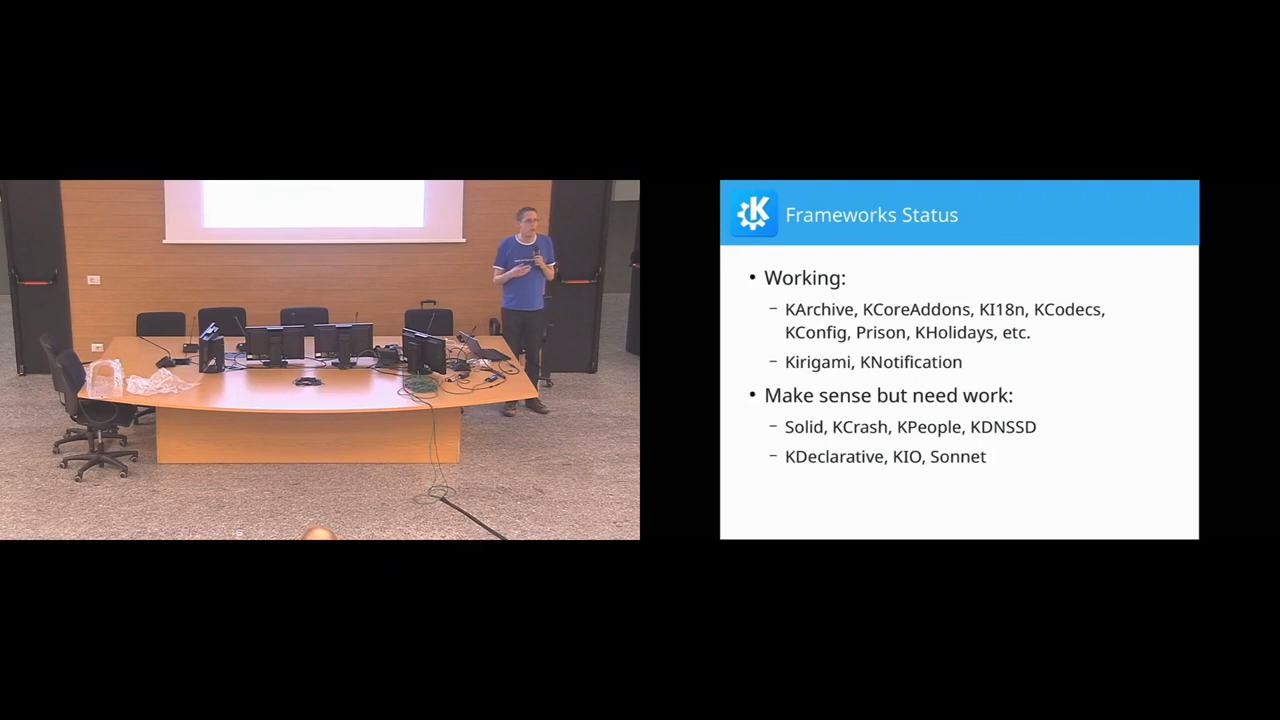 Frameworks Status
• Working:
– KArchive, KCoreAddons, KI18n, KCodecs,
KConfig, Prison, KHolidays, etc.
– Kirigami, KNotification
• Make sense but need work:
– Solid, KCrash, KPeople, KDNSSD
– KDeclarative, KIO, Sonnet